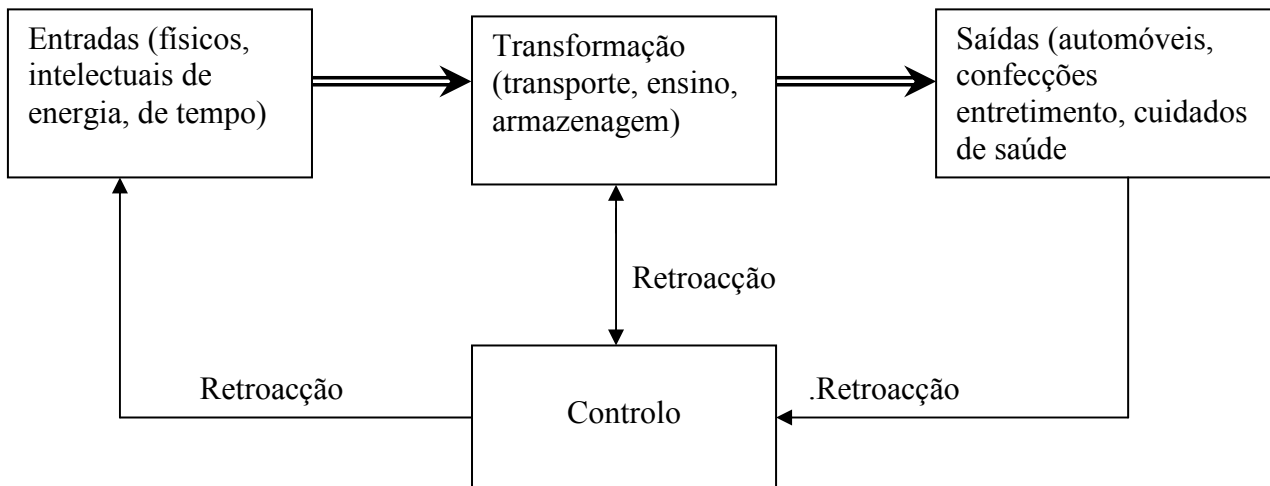 Entradas (físicos,
intelectuais de
energia, de tempo)
Transformação
(transporte, ensino,
armazenagem)
Saídas (automóveis,
confecções
entretimento, cuidados
de saúde
Retroacção
Retroacção
.Retroacção
Controlo